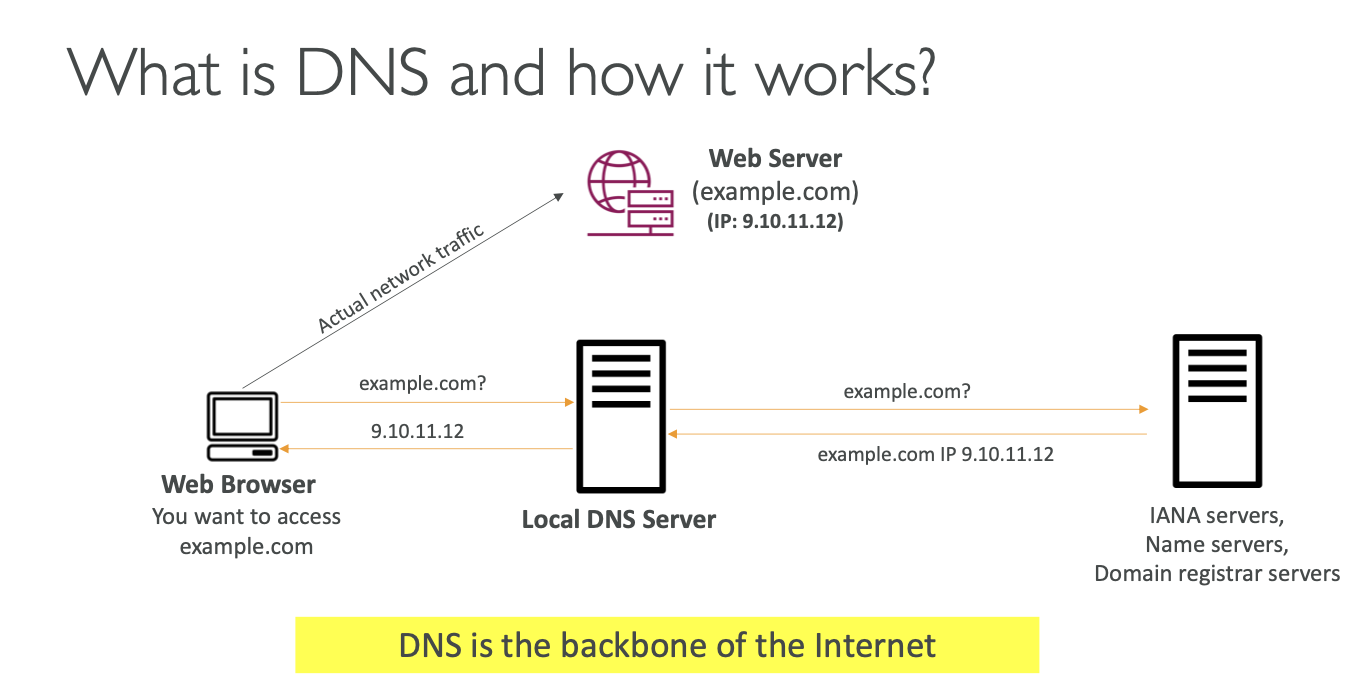 What is DNS and how it works?
Web Server
(example.com)
(IP: 9.10.11.12)
Actual network traffic
example.com?
9.10.11.12
example.com?
example.com IP 9.10.11.12
Web Browser
You want to access
example.com
Local DNS Server
IANA servers,
Name servers,
Domain registrar servers
DNS is the backbone of the Internet